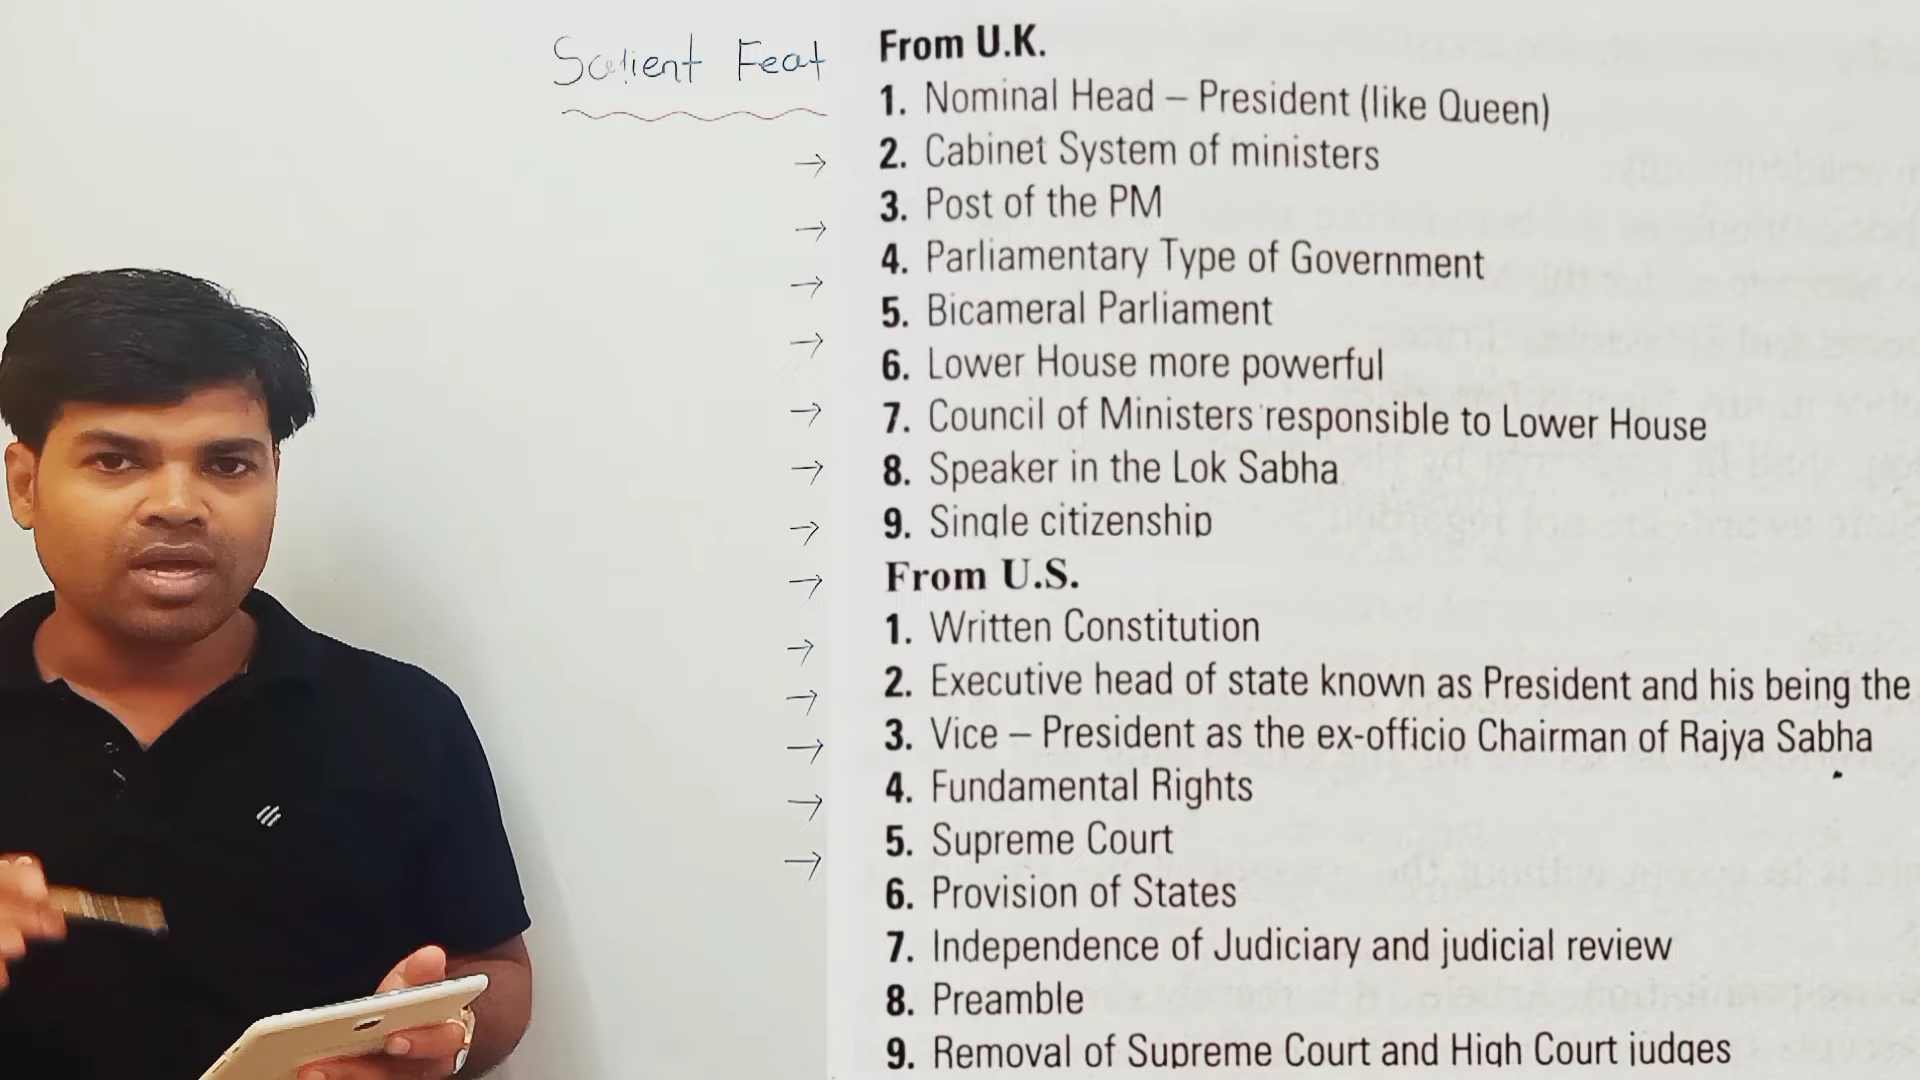 Salient Feat
From U.K.
1. Nominal Head – President (like Queen)
2. Cabinet System of ministers
3. Post of the PM
4. Parliamentary Type of Government
5. Bicameral Parliament
6. Lower House more powerful
7. Council of Ministers responsible to Lower House
8. Speaker in the Lok Sabha
9. Single citizenship
From U.S.
1. Written Constitution
2. Executive head of state known as President and his being the
3. Vice – President as the ex-officio Chairman of Rajya Sabha
4. Fundamental Rights
5. Supreme Court
6. Provision of States
7. Independence of Judiciary and judicial review
8. Preamble
9. Removal of Supreme Court and High Court judges